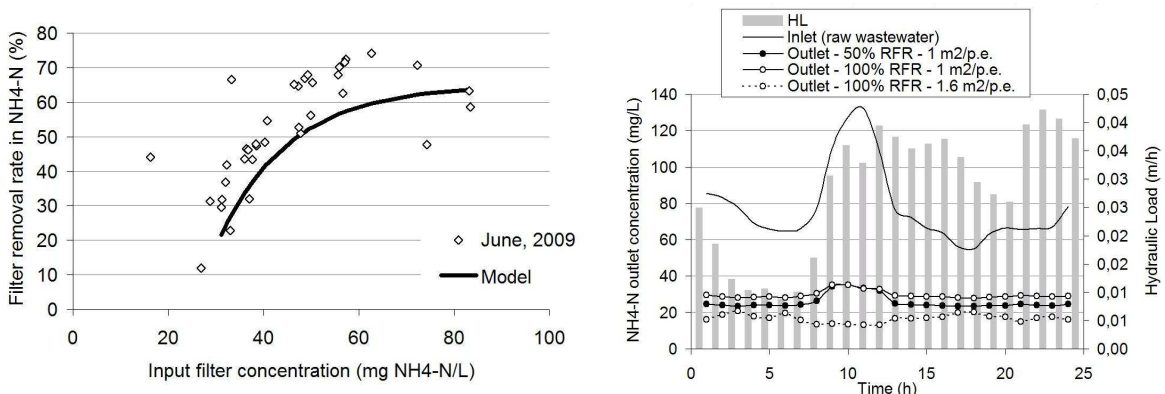 Filter removal rate in NH4-N (%)
80
70
60
50
40
30
20
10
0
June, 2009
Model
0 20 40 60 80 100
Input filter concentration (mg NH4-N/L)
HL
Inlet (raw wastewater)
Outlet - 50% RFR - 1 m2/p.e.
Outlet - 100% RFR - 1 m2/p.e.
Outlet - 100% RFR - 1.6 m2/p.e.
NH4-N outlet concentration (mg/L)
140
120
100
80
60
40
20
0
0,05
0,04
0,04
0,03
0,03
0,02
0,02
0,01
0,01
0,00
Hydraulic Load (m/h)
0 5 10 15 20 25
Time (h)